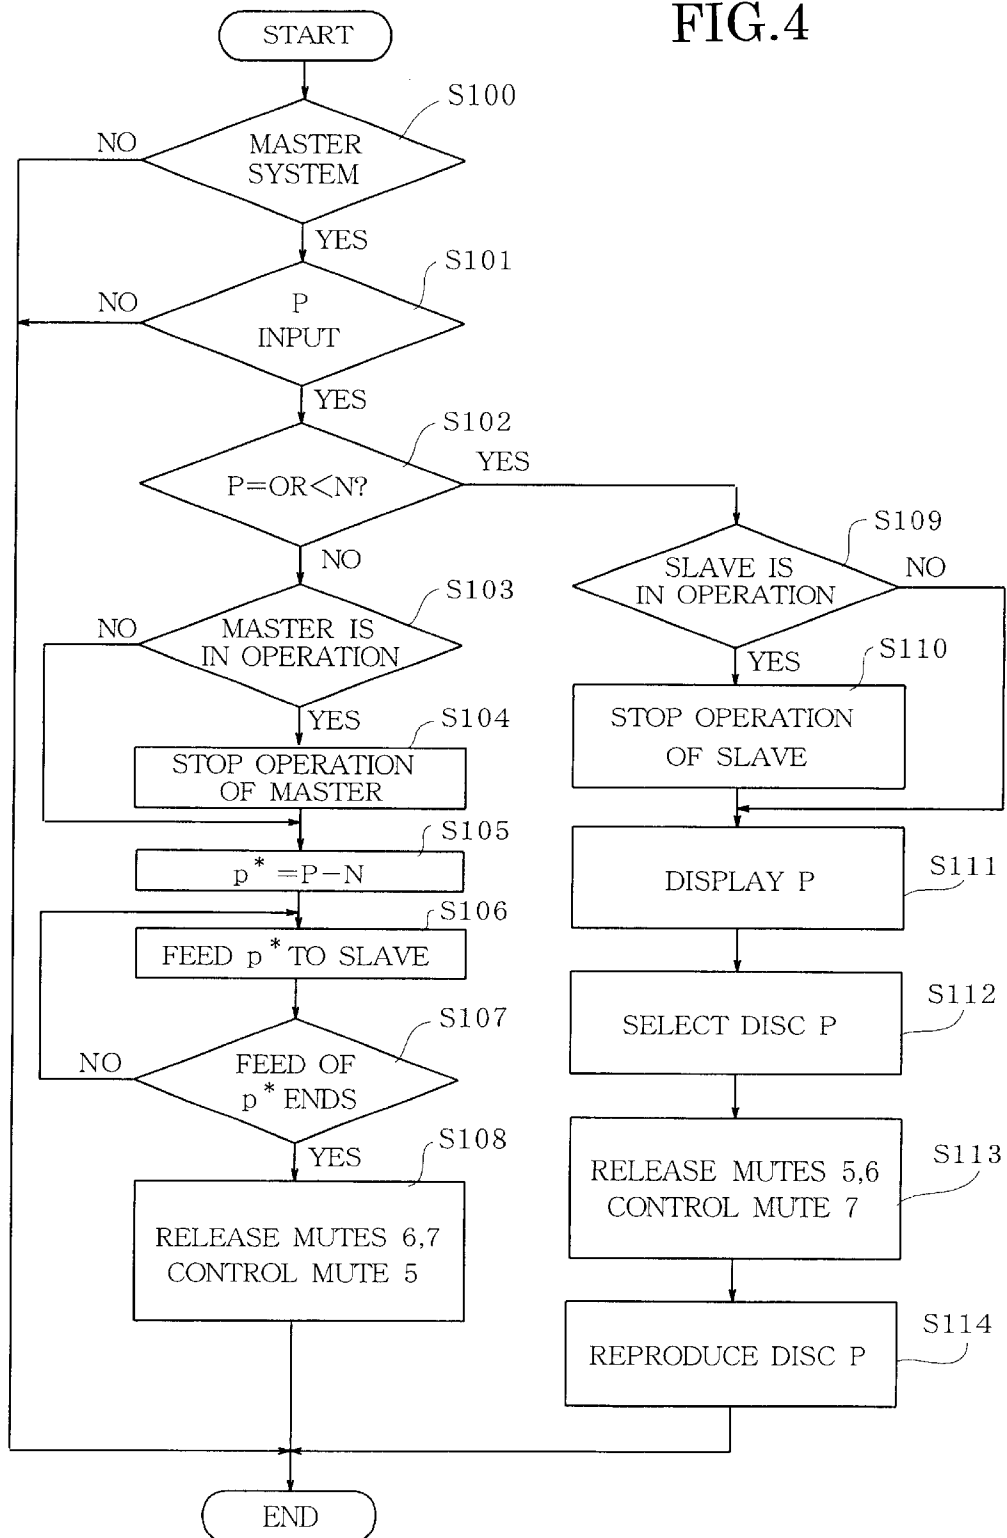 FIG.4
START
S100
NO
MASTER
SYSTEM
YES
S101
NO
P
INPUT
YES
S102
YES
P=OR<N?
NO
S103
NO
MASTER IS
IN OPERATION
YES
S104
STOP OPERATION
OF MASTER
S105
p*=P−N
S106
FEED p* TO SLAVE
S107
NO
FEED OF
p* ENDS
YES
S108
RELEASE MUTES 6,7
CONTROL MUTE 5
S109
SLAVE IS
IN OPERATION
NO
YES
S110
STOP OPERATION
OF SLAVE
S111
DISPLAY P
S112
SELECT DISC P
S113
RELEASE MUTES 5,6
CONTROL MUTE 7
S114
REPRODUCE DISC P
END